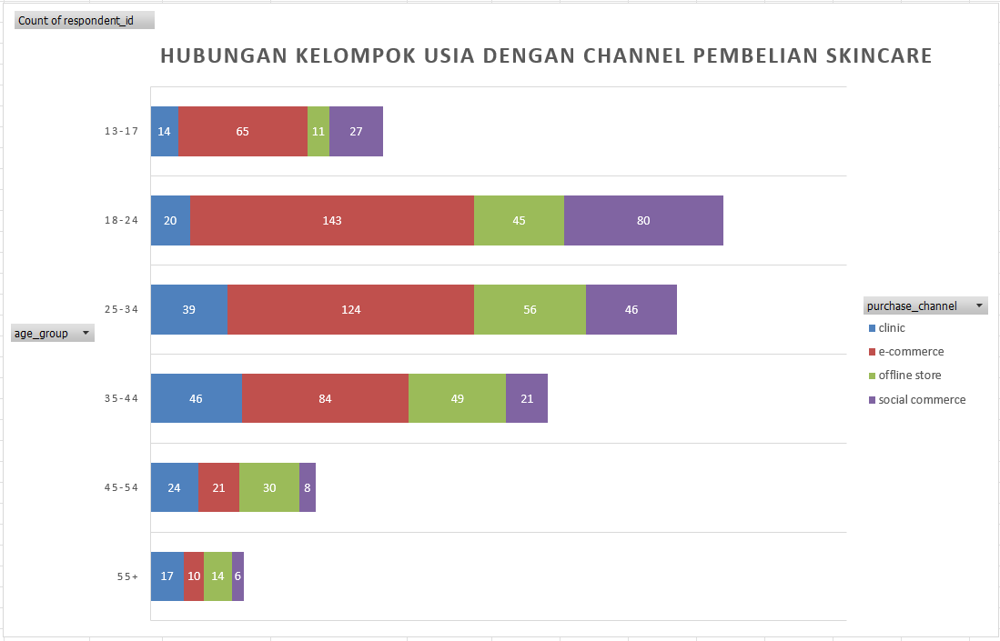 Count of respondent_id
HUBUNGAN KELOMPOK USIA DENGAN CHANNEL PEMBELIAN SKINCARE
13-17
14 65 11 27
18-24
20 143 45 80
25-34
39 124 56 46
35-44
46 84 49 21
45-54
24 21 30 8
55+
17 10 14 6
age_group
purchase_channel
clinic
e-commerce
offline store
social commerce